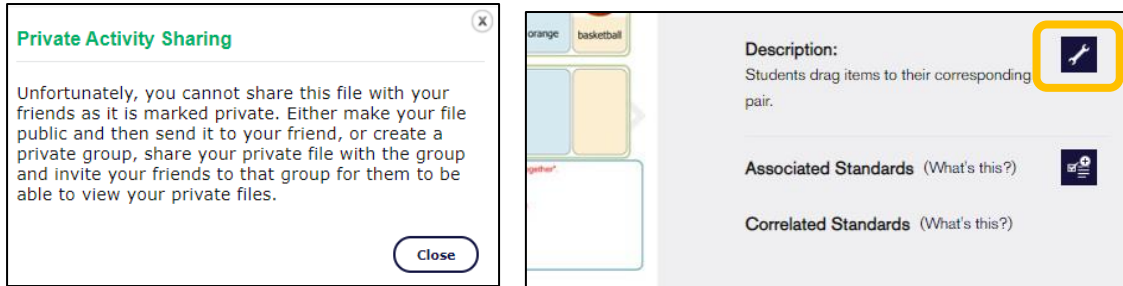 Private Activity Sharing
Unfortunately, you cannot share this file with your
friends as it is marked private. Either make your file
public and then send it to your friend, or create a
private group, share your private file with the group
and invite your friends to that group for them to be
able to view your private files.
Close
orange basketball
together"
Description:
Students drag items to their corresponding
pair.
Associated Standards (What's this?)
Correlated Standards (What's this?)